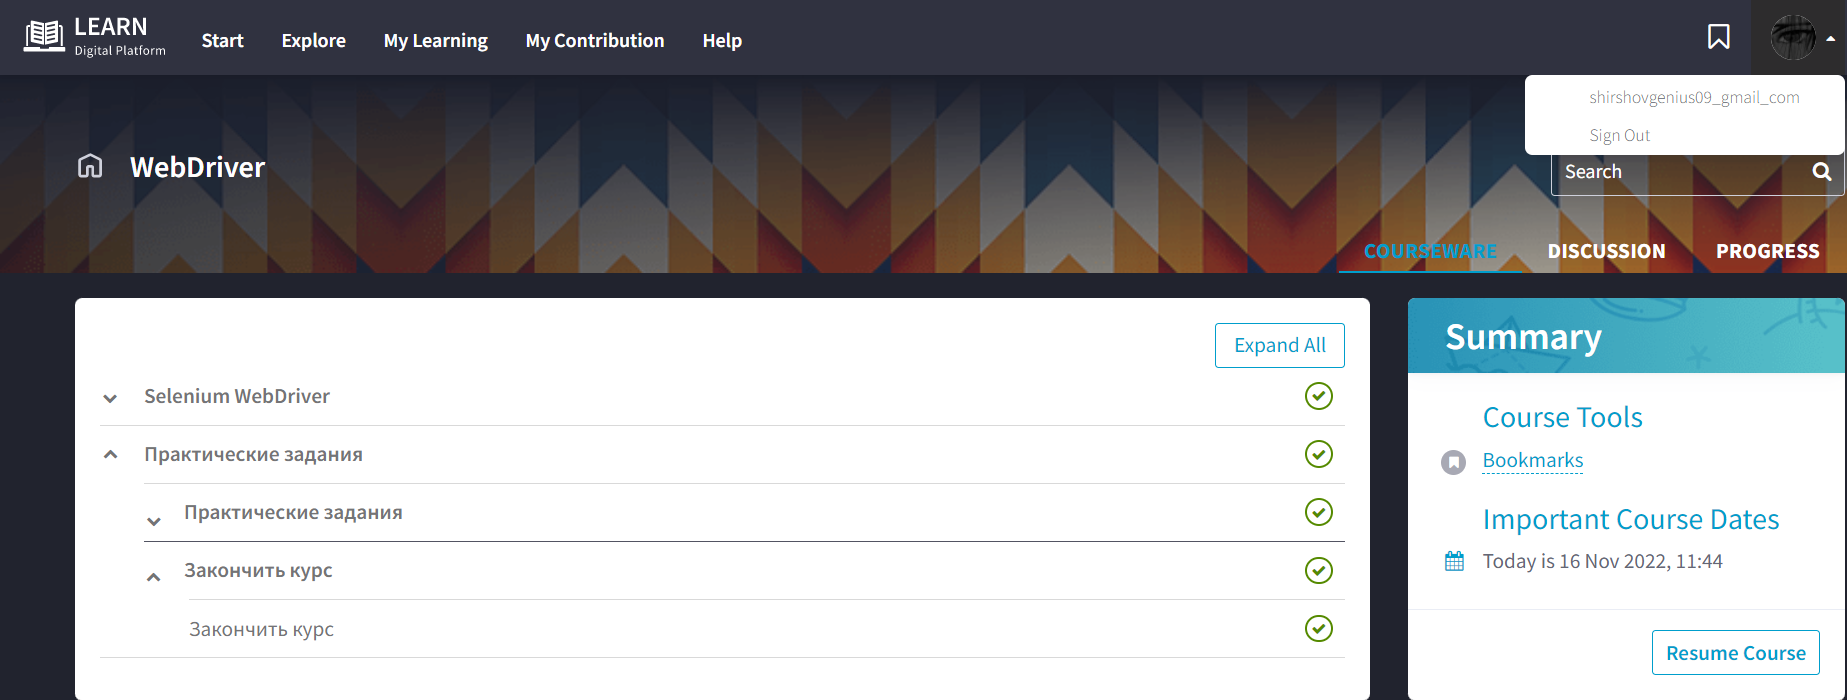 LEARN
Digital Platform
Start Explore My Learning My Contribution Help
shirshovgenius09_gmail_com
Sign Out
WebDriver
Search
COURSEWARE DISCUSSION PROGRESS
Expand All
Selenium WebDriver
Практические задания
Практические задания
Закончить курс
Закончить курс
Summary
Course Tools
Bookmarks
Important Course Dates
Today is 16 Nov 2022, 11:44
Resume Course